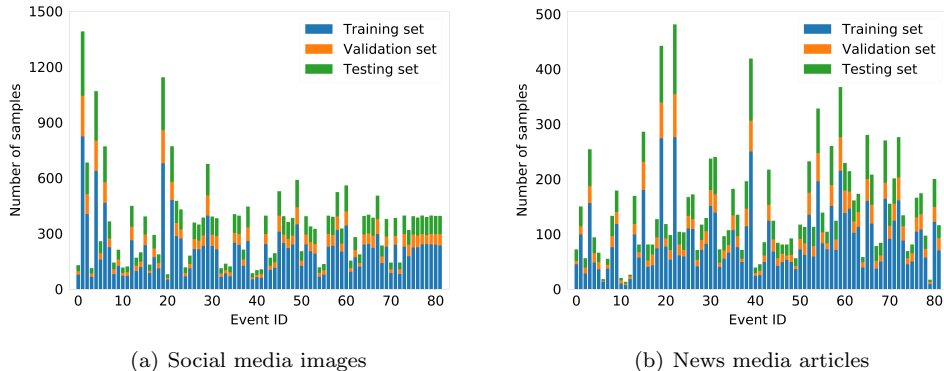 1500
1200
900
600
300
0
Number of samples
Training set
Validation set
Testing set
0 10 20 30 40 50 60 70 80
Event ID
(a) Social media images
500
400
300
200
100
0
Number of samples
Training set
Validation set
Testing set
0 10 20 30 40 50 60 70 80
Event ID
(b) News media articles